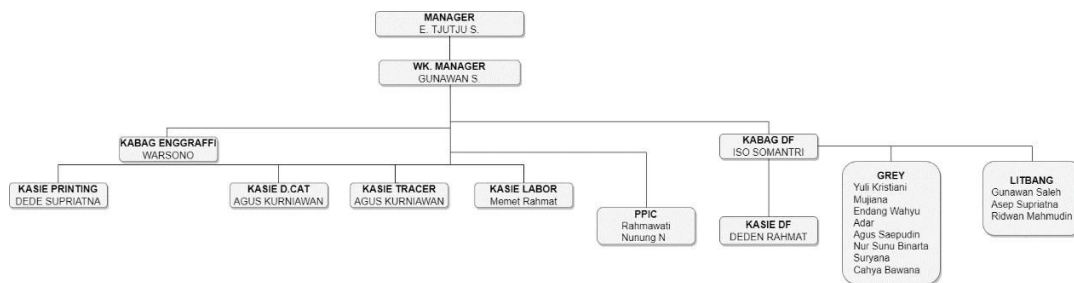 MANAGER
E. TJUTJU S.
WK. MANAGER
GUNAWAN S.
KABAG ENGGRAFFI
WARSONO
KABAG DF
ISO SOMANTRI
KASIE PRINTING
DEDE SUPRIATNA
KASIE D.CAT
AGUS KURNIAWAN
KASIE TRACER
AGUS KURNIAWAN
KASIE LABOR
Memet Rahmat
PPIC
Rahmawati
Nunung N
KASIE DF
DEDEN RAHMAT
GREY
Yuli Kristiani
Mujiana
Endang Wahyu
Adar
Agus Saepudin
Nur Sunu Binarta
Suryana
Cahya Bawana
LITBANG
Gunawan Saleh
Asep Supriatna
Ridwan Mahmudin